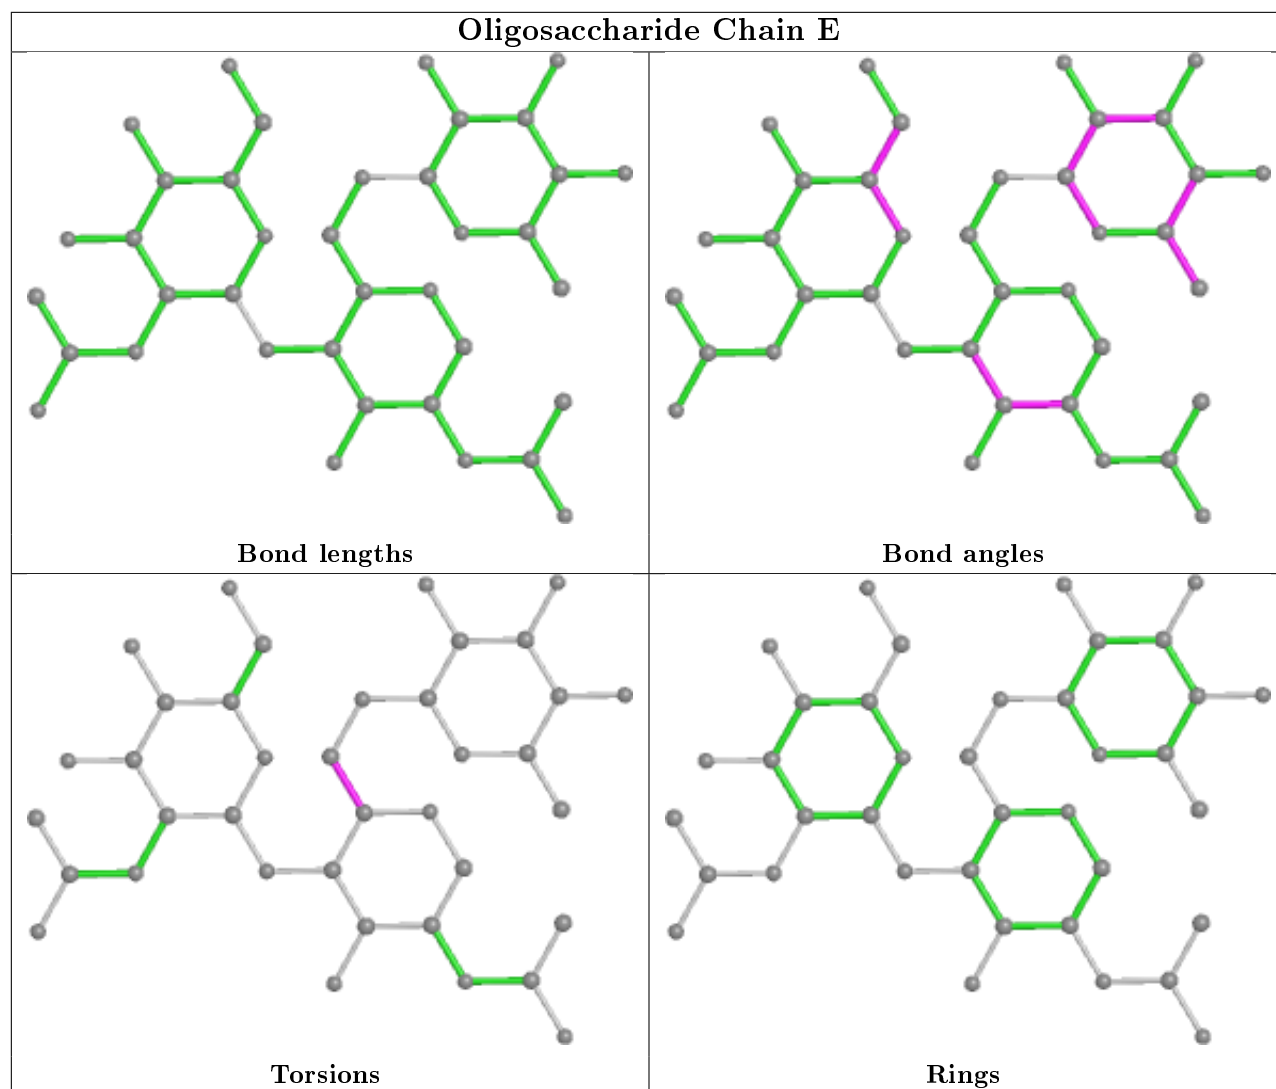 Oligosaccharide Chain E
Bond lengths
Bond angles
Torsions
Rings